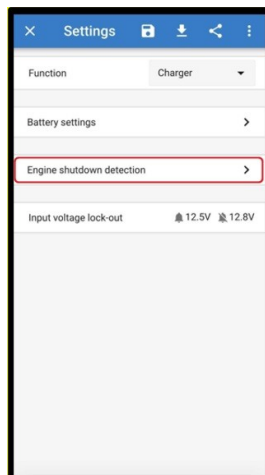 Settings
Function Charger
Battery settings
Engine shutdown detection
Input voltage lock-out 12.5V 12.8V